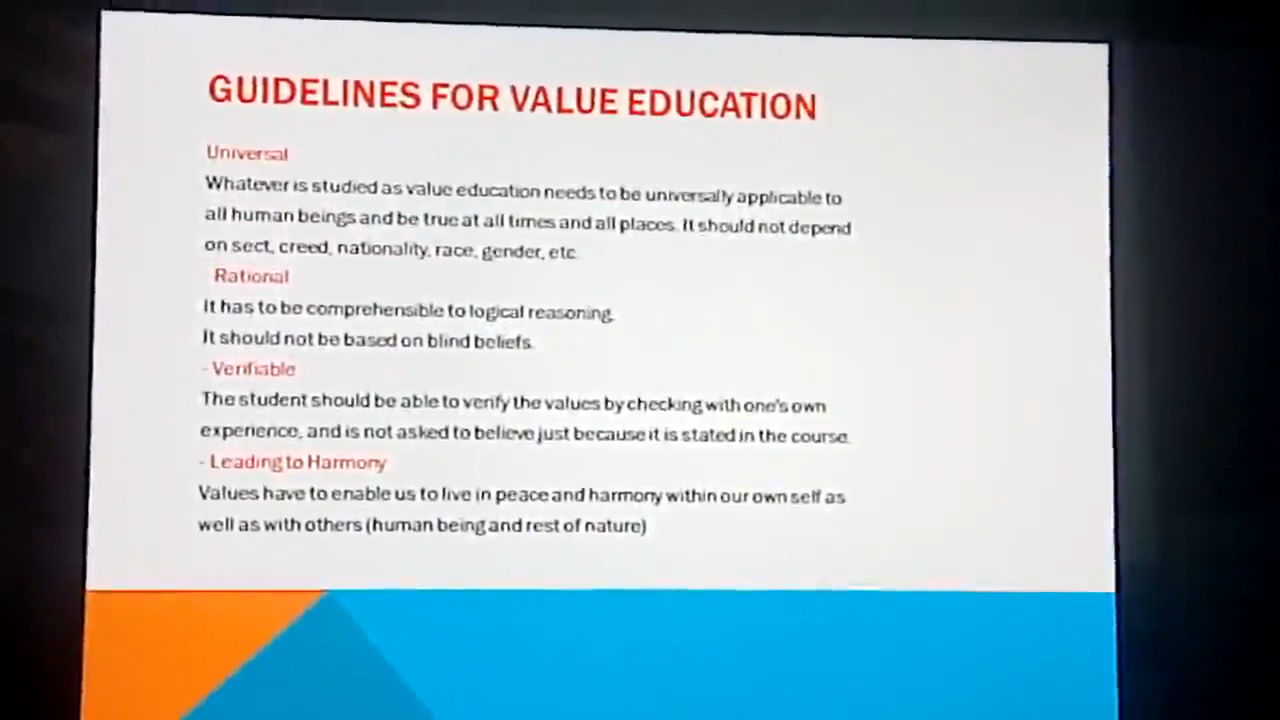 GUIDELINES FOR VALUE EDUCATION
Universal
Whatever is studied as value education needs to be universally applicable to
all human beings and be true at all times and all places. It should not depend
on sect, creed, nationality, race, gender, etc.
Rational
It has to be comprehensible to logical reasoning.
It should not be based on blind beliefs.
- Verifiable
The student should be able to verify the values by checking with one's own
experience, and is not asked to believe just because it is stated in the course.
- Leading to Harmony
Values have to enable us to live in peace and harmony within our own self as
well as with others (human being and rest of nature)